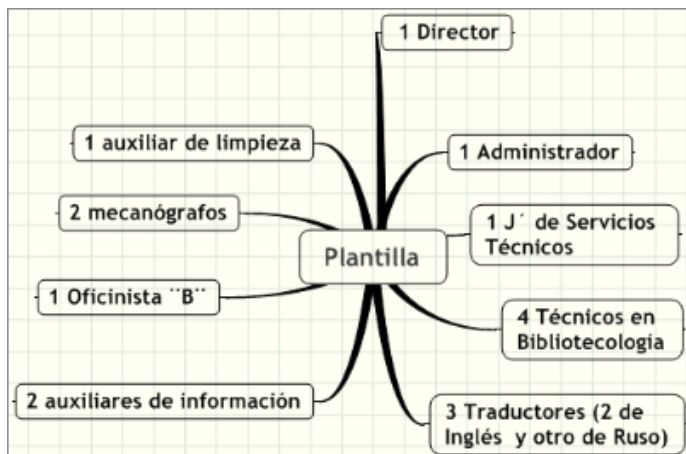 1 Director
1 auxiliar de limpieza
1 Administrador
2 mecanógrafos
1 J´ de Servicios
Técnicos
Plantilla
1 Oficinista ¨B¨
4 Técnicos en
Bibliotecologia
2 auxiliares de información
3 Traductores (2 de
Inglés y otro de Ruso)